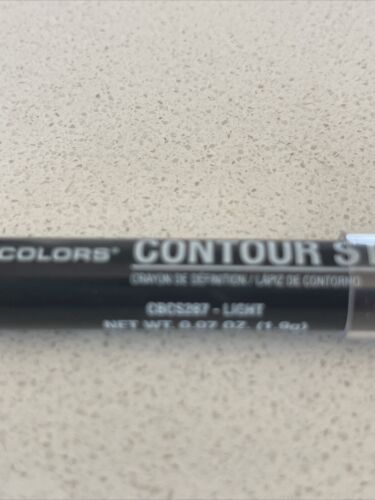 COLORS® CONTOUR ST
CRAYON DE DÉFINITION / LÁPIZ DE CONTORNO
CBCS287 - LIGHT
NET WT. 0.07 OZ. (1.9g)